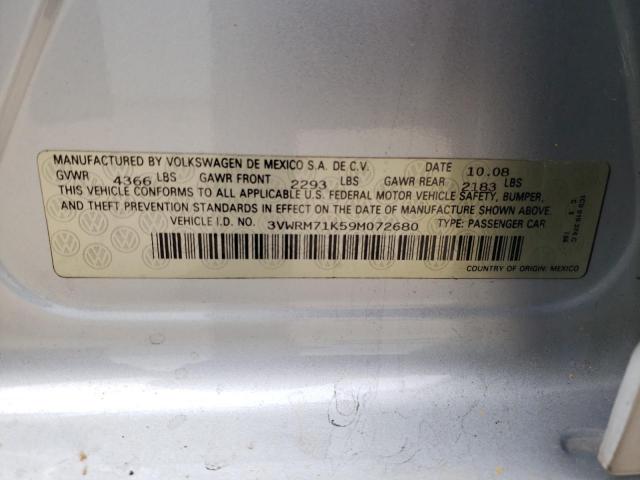 MANUFACTURED BY VOLKSWAGEN DE MEXICO S.A. DE C.V. DATE 10.08
GVWR 4366 LBS GAWR FRONT 2293 LBS GAWR REAR 2183 LBS
THIS VEHICLE CONFORMS TO ALL APPLICABLE U.S. FEDERAL MOTOR VEHICLE SAFETY, BUMPER,
AND THEFT PREVENTION STANDARDS IN EFFECT ON THE DATE OF MANUFACTURE SHOWN ABOVE.
VEHICLE I.D. NO. 3VWRM71K59M072680 TYPE: PASSENGER CAR
COUNTRY OF ORIGIN: MEXICO